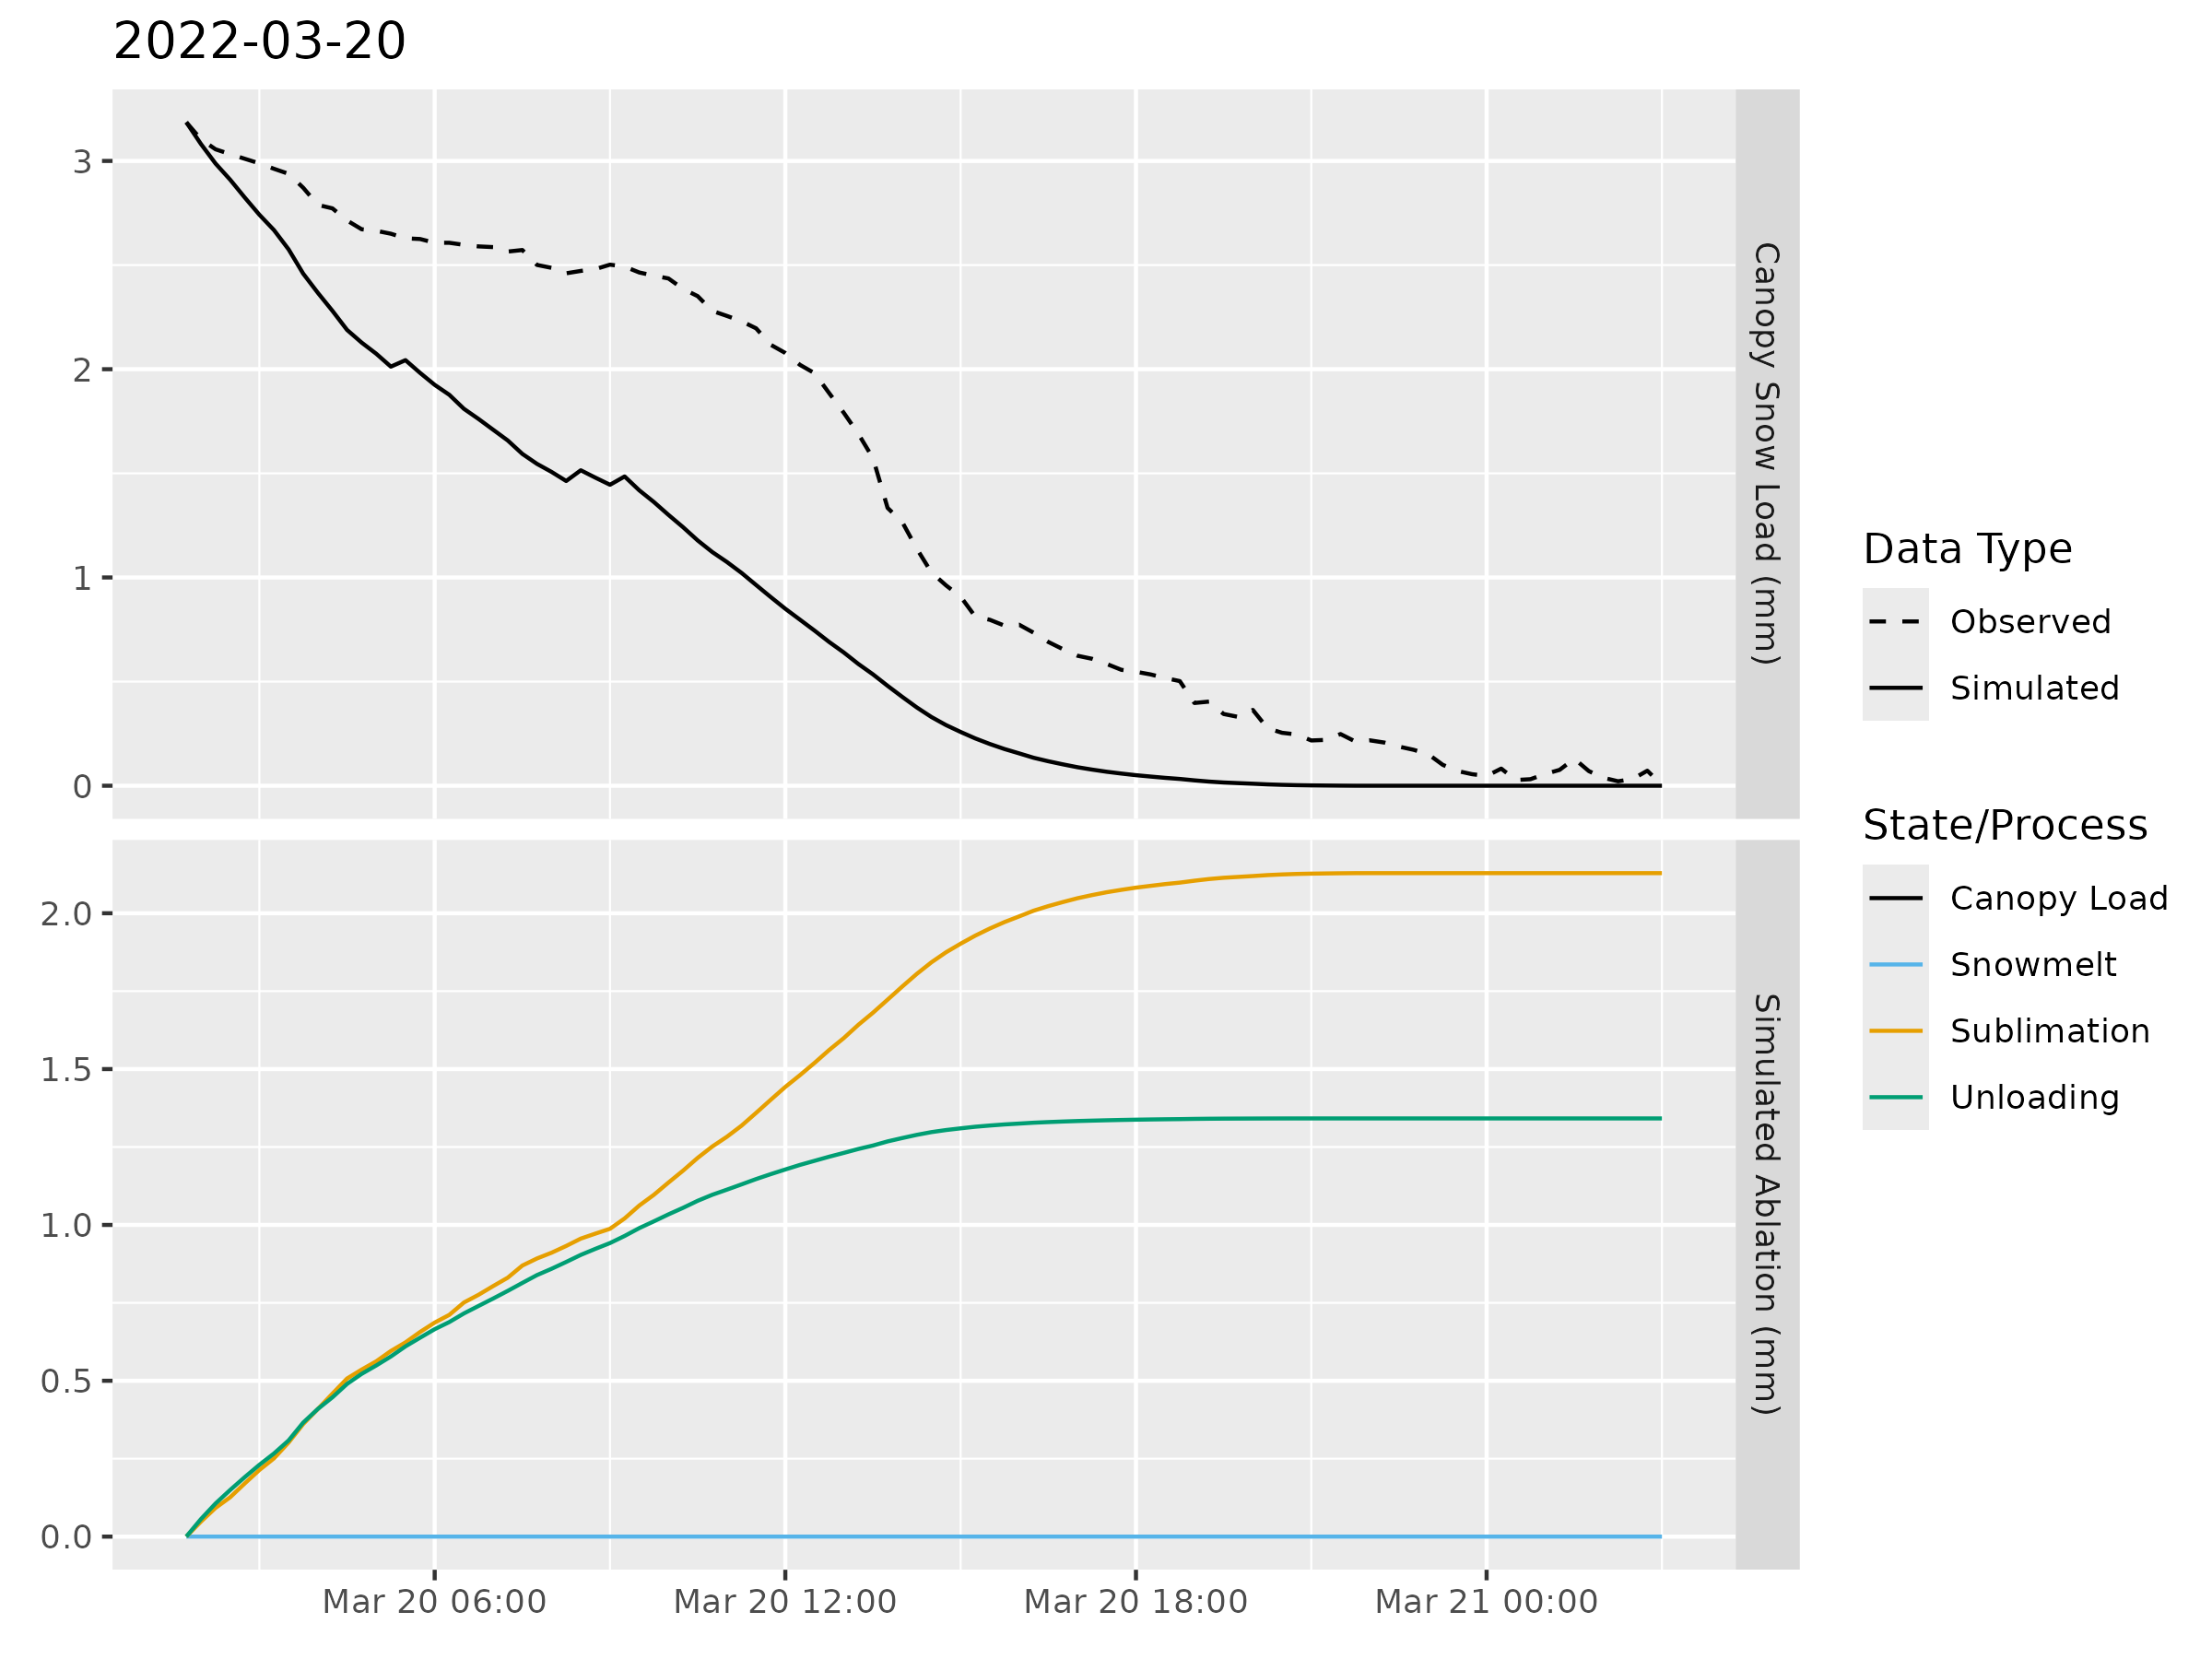 2022-03-20
3
2
1
0
Canopy Snow Load (mm)
2.0
1.5
1.0
0.5
0.0
Simulated Ablation (mm)
Mar 20 06:00
Mar 20 12:00
Mar 20 18:00
Mar 21 00:00
Data Type
Observed
Simulated
State/Process
Canopy Load
Snowmelt
Sublimation
Unloading